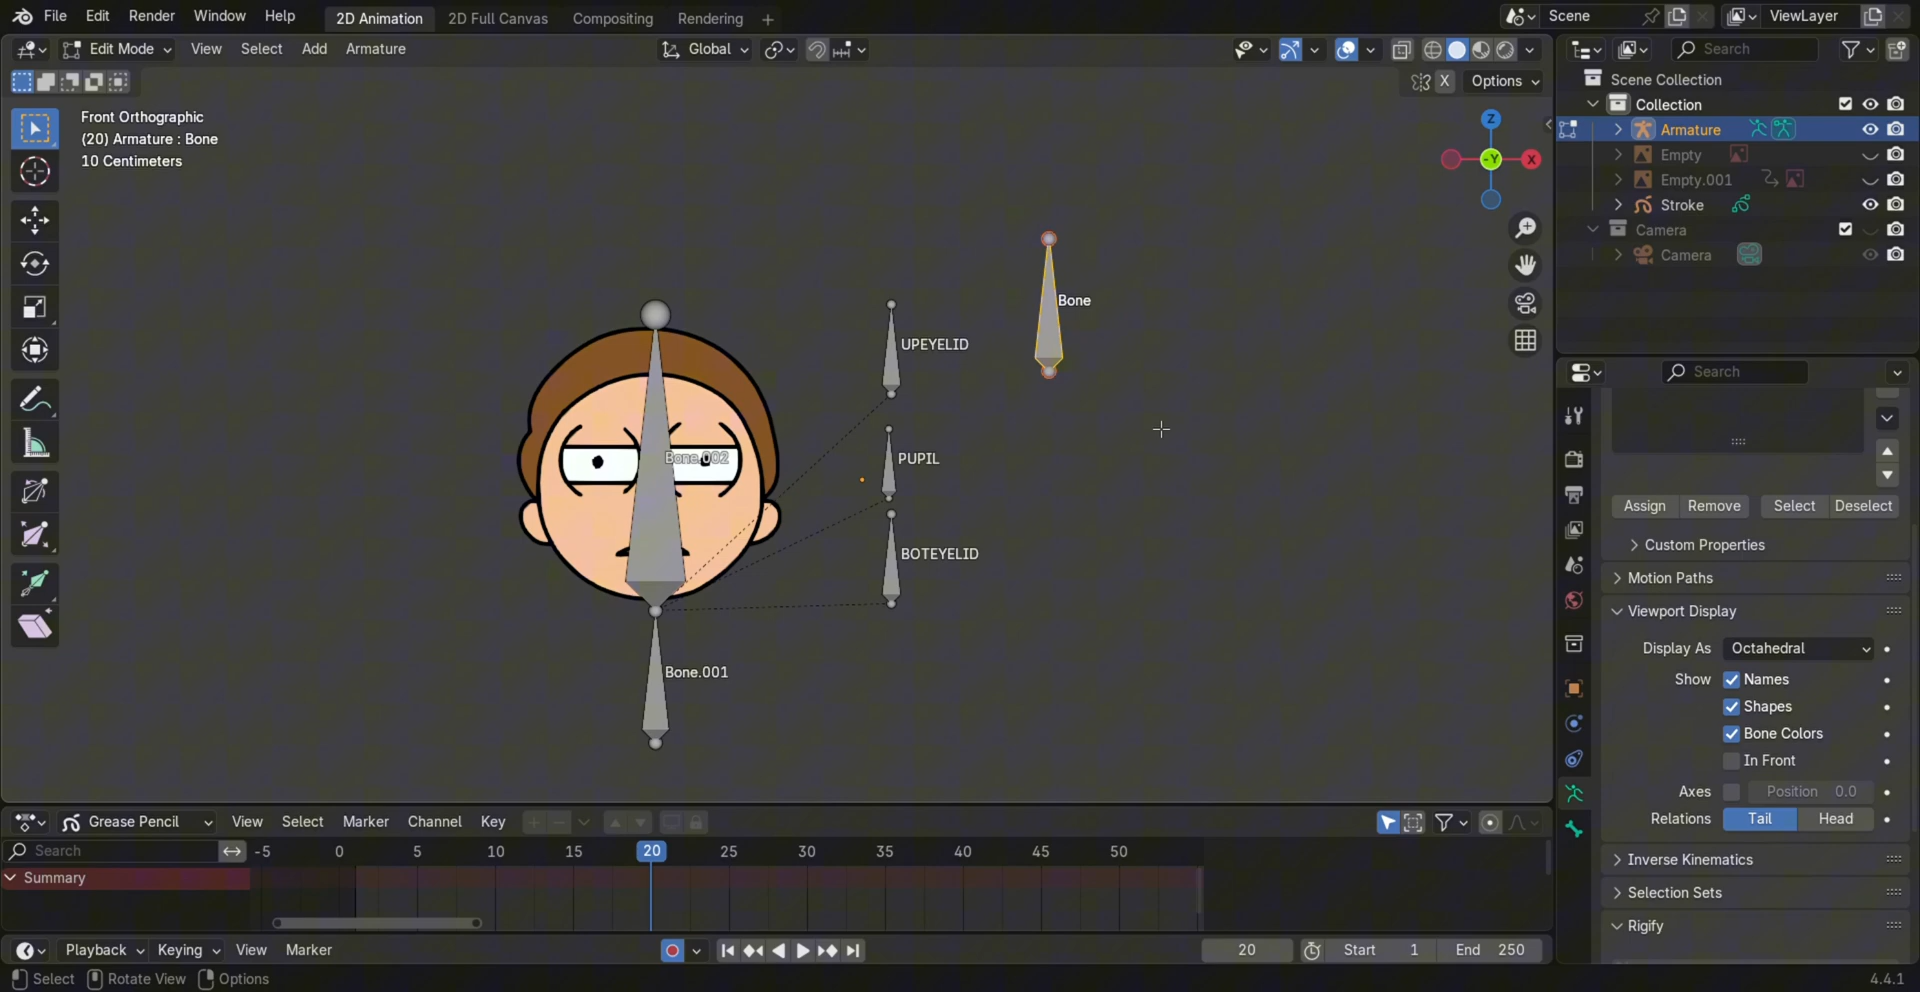 File Edit Render Window Help 2D Animation 2D Full Canvas Compositing Rendering + Scene ViewLayer
Edit Mode View Select Add Armature Global Search
X Options Scene Collection
Front Orthographic
(20) Armature : Bone
10 Centimeters
Z
-Y
X
Collection
Armature
Empty
Empty.001
Stroke
Camera
Camera
Bone
UPEYELID
PUPIL
Bone.002
BOTEYELID
Bone.001
Search
Assign Remove Select Deselect
Custom Properties
Motion Paths
Viewport Display
Display As Octahedral
Show Names
Shapes
Bone Colors
In Front
Axes Position 0.0
Relations Tail Head
Inverse Kinematics
Selection Sets
Rigify
Grease Pencil View Select Marker Channel Key
Search -5 0 5 10 15 20 25 30 35 40 45 50
Summary
Playback Keying View Marker 20 Start 1 End 250
Select Rotate View Options 4.4.1